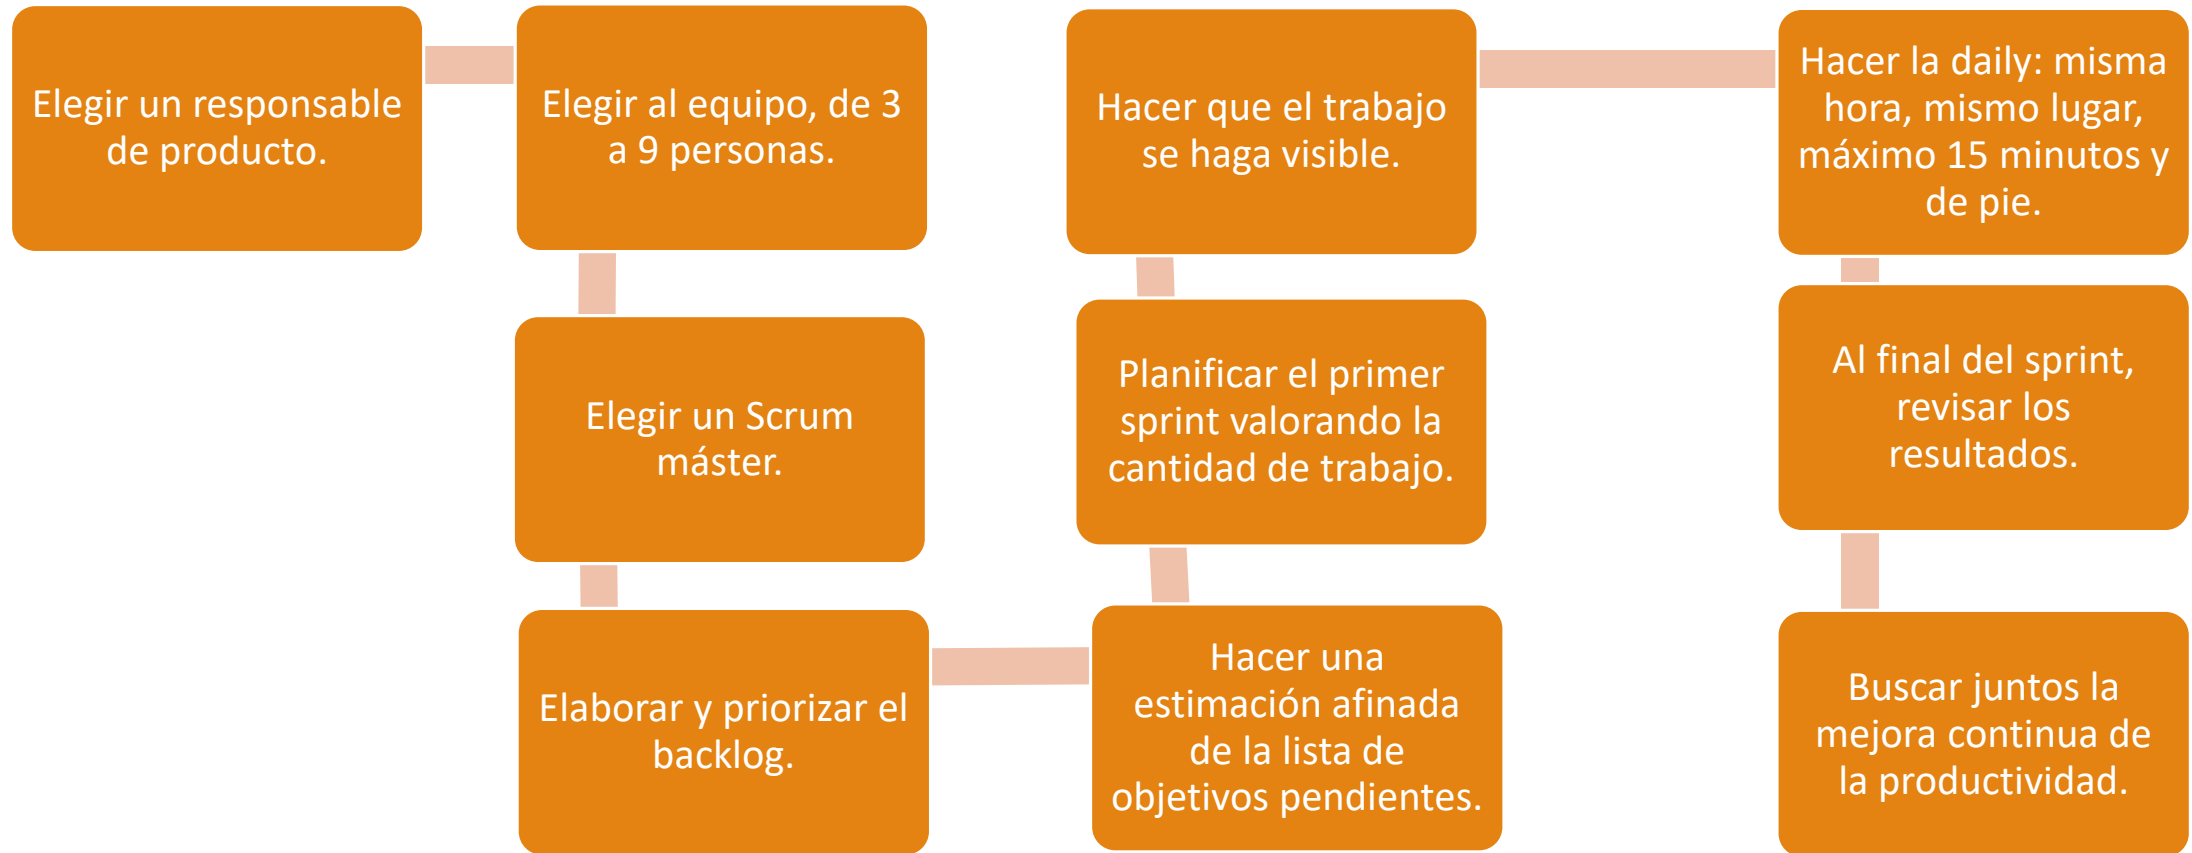 Elegir un responsable
de producto.
Elegir al equipo, de 3
a 9 personas.
Elegir un Scrum
máster.
Elaborar y priorizar el
backlog.
Hacer una
estimación afinada
de la lista de
objetivos pendientes.
Planificar el primer
sprint valorando la
cantidad de trabajo.
Hacer que el trabajo
se haga visible.
Hacer la daily: misma
hora, mismo lugar,
máximo 15 minutos y
de pie.
Al final del sprint,
revisar los
resultados.
Buscar juntos la
mejora continua de
la productividad.